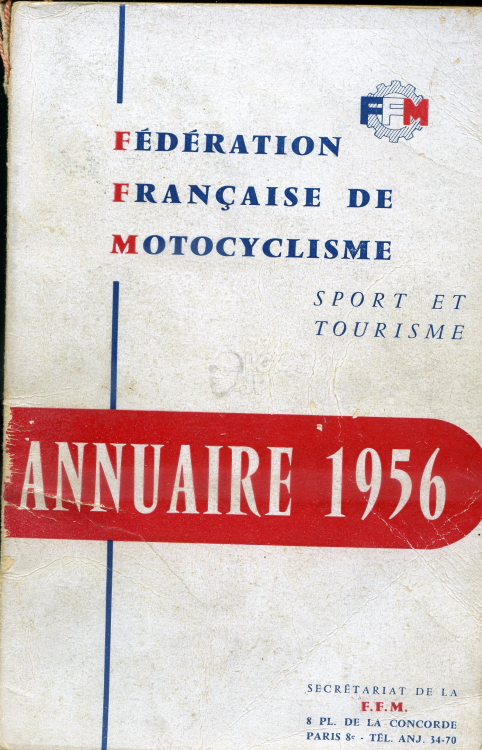 FFM
FÉDÉRATION
FRANÇAISE DE
MOTOCYCLISME
SPORT ET
TOURISME
ANNUAIRE 1956
SECRÉTARIAT DE LA
F.F.M.
8 PL. DE LA CONCORDE
PARIS 8e - TÉL. ANJ. 34-70